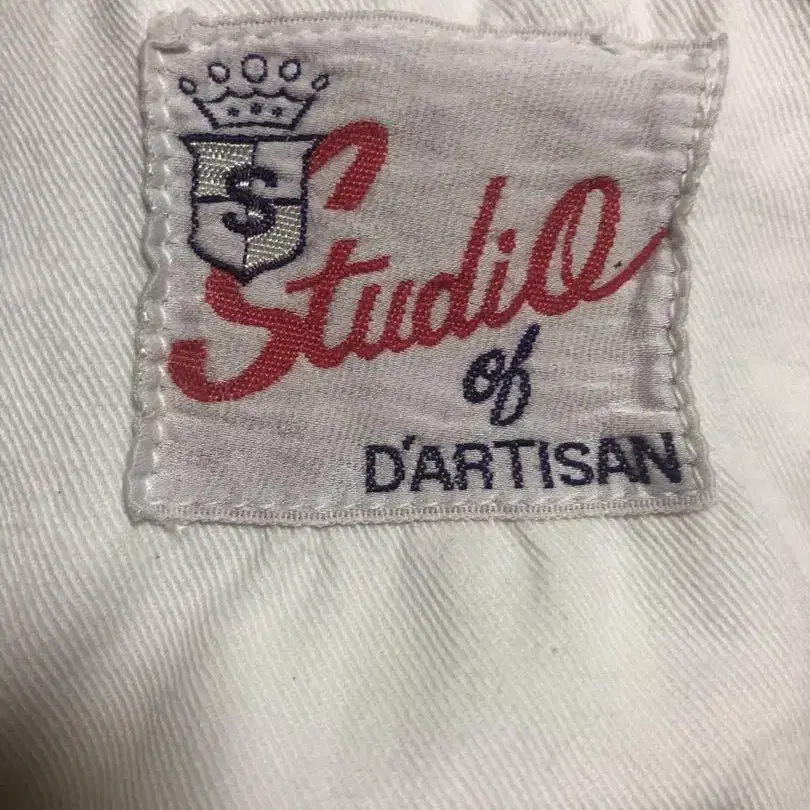 S
StudiO
of
D'ARTISAN